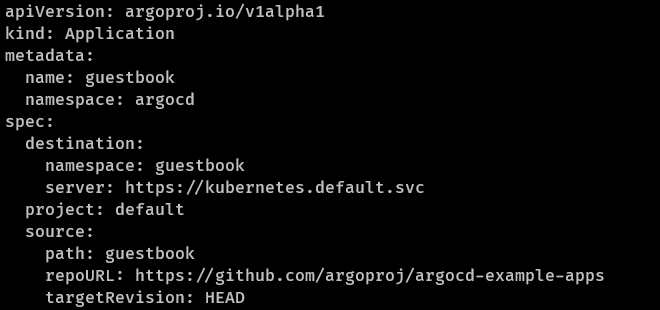 apiVersion: argoproj.io/v1alpha1
kind: Application
metadata:
  name: guestbook
  namespace: argocd
spec:
  destination:
    namespace: guestbook
    server: https://kubernetes.default.svc
  project: default
  source:
    path: guestbook
    repoURL: https://github.com/argoproj/argocd-example-apps
    targetRevision: HEAD